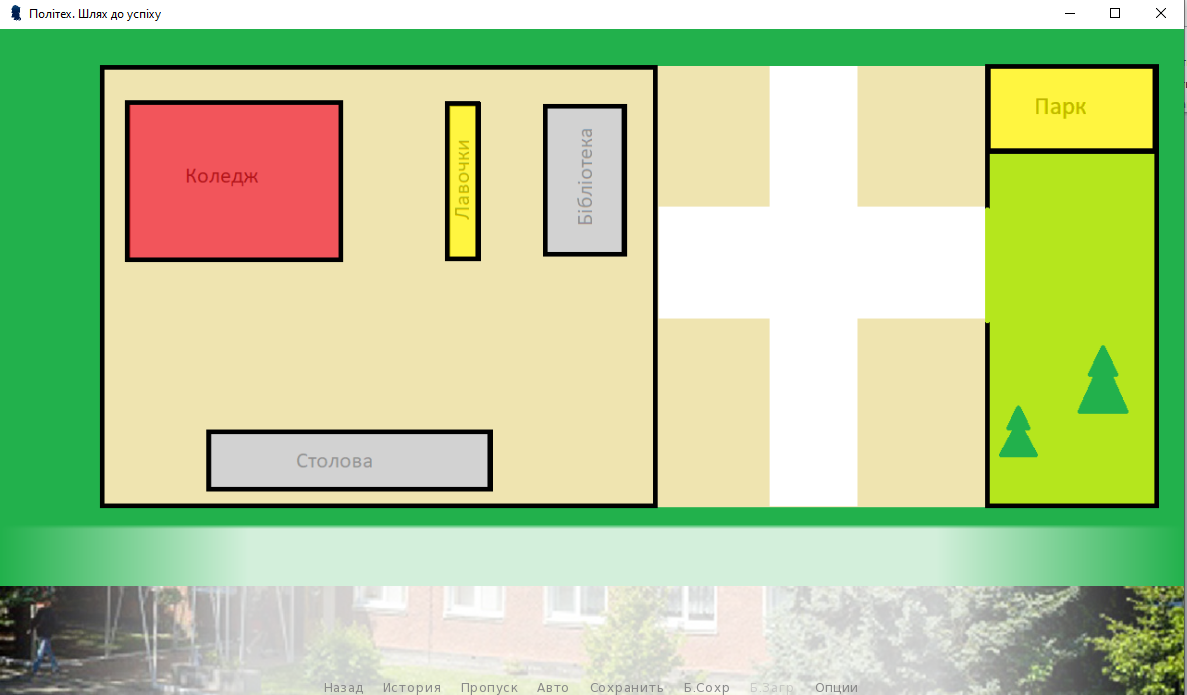 Політех. Шлях до успіху
Парк
Коледж
Лавочки
Бібліотека
Столова
Назад История Пропуск Авто Сохранить Б.Сохр Б.Загр Опции